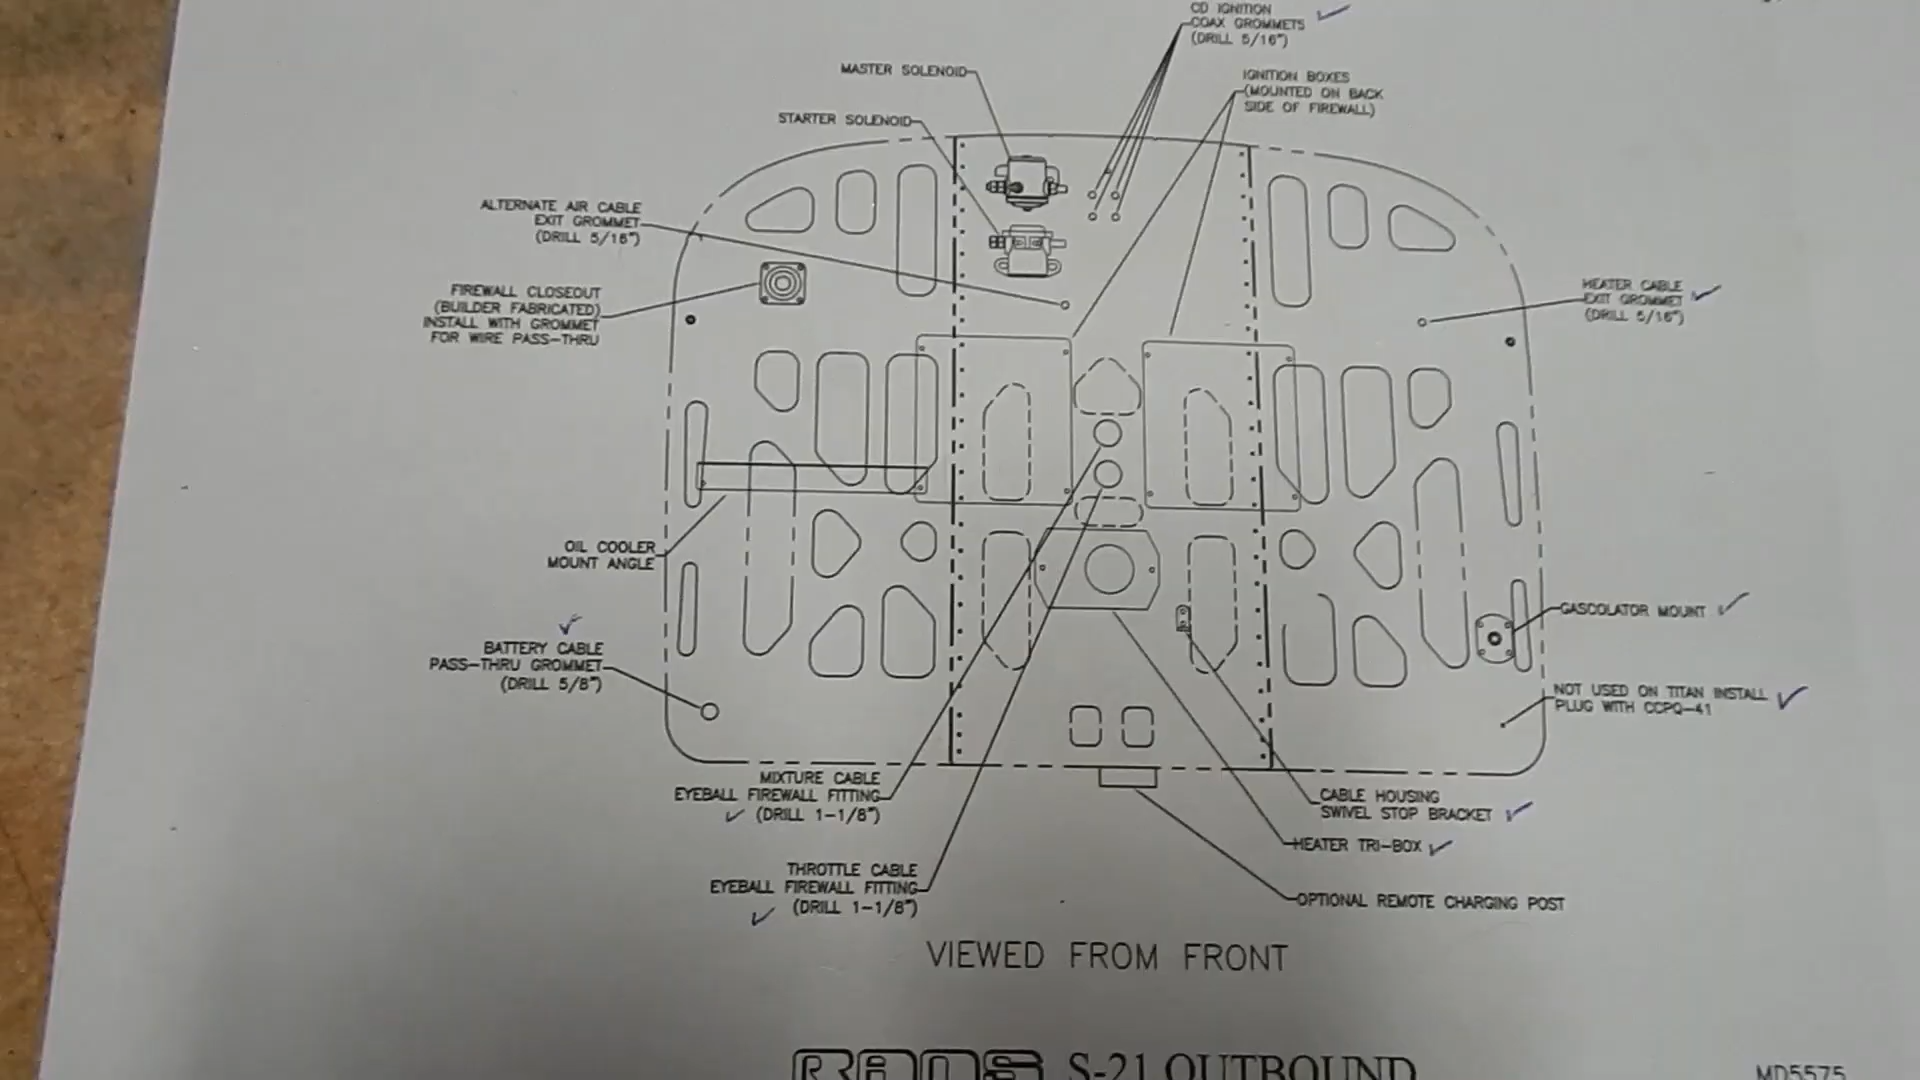 CD IGNITION
COAX GROMMETS
(DRILL 5/16")
MASTER SOLENOID
IGNITION BOXES
(MOUNTED ON BACK
SIDE OF FIREWALL)
STARTER SOLENOID
ALTERNATE AIR CABLE
EXIT GROMMET
(DRILL 5/16")
FIREWALL CLOSEOUT
(BUILDER FABRICATED)
INSTALL WITH GROMMET
FOR WIRE PASS-THRU
HEATER CABLE
EXIT GROMMET
(DRILL 5/16")
OIL COOLER
MOUNT ANGLE
GASCOLATOR MOUNT
BATTERY CABLE
PASS-THRU GROMMET
(DRILL 5/8")
NOT USED ON TITAN INSTALL
PLUG WITH CCPQ-41
MIXTURE CABLE
EYEBALL FIREWALL FITTING
(DRILL 1-1/8")
CABLE HOUSING
SWIVEL STOP BRACKET
HEATER TRI-BOX
THROTTLE CABLE
EYEBALL FIREWALL FITTING
(DRILL 1-1/8")
OPTIONAL REMOTE CHARGING POST
VIEWED FROM FRONT
RANS S-21 OUTBOUND
MD5575